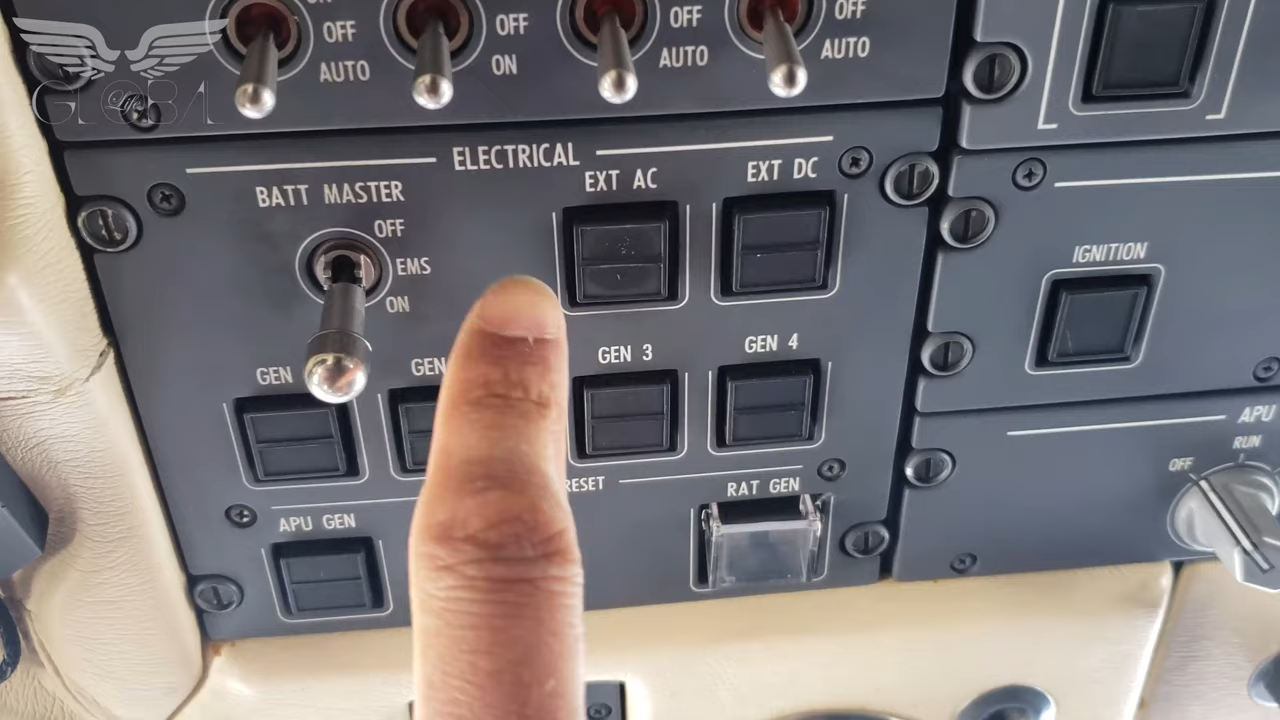 OFF OFF OFF OFF
AUTO ON AUTO AUTO
GLOBAL
Life
ELECTRICAL
BATT MASTER EXT AC EXT DC
OFF
EMS
ON
IGNITION
GEN GEN GEN 3 GEN 4
RESET RAT GEN
APU GEN
APU
RUN
OFF